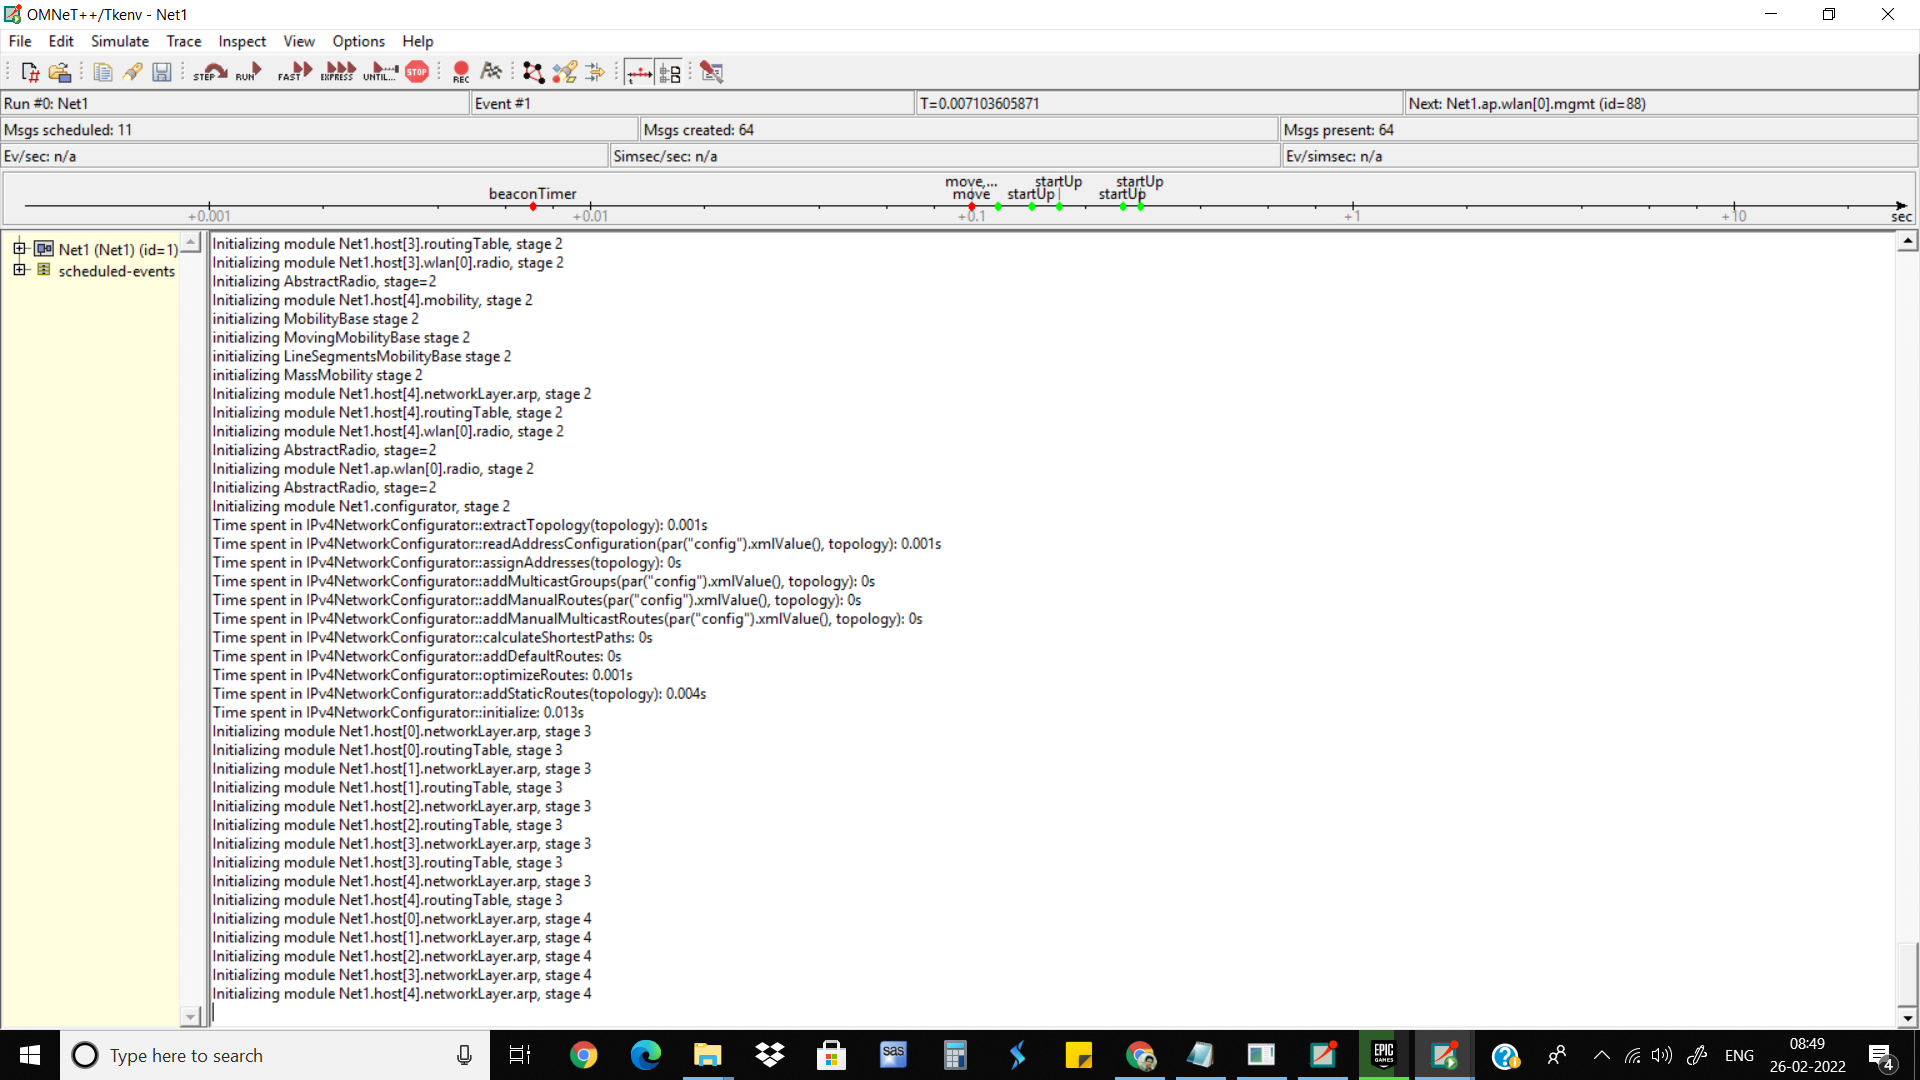 OMNeT++/Tkenv - Net1
File Edit Simulate Trace Inspect View Options Help
STEP RUN FAST EXPRESS UNTIL... STOP REC
Run #0: Net1 Event #1 T=0.007103605871 Next: Net1.ap.wlan[0].mgmt (id=88)
Msgs scheduled: 11 Msgs created: 64 Msgs present: 64
Ev/sec: n/a Simsec/sec: n/a Ev/simsec: n/a
move,... startUp startUp
beaconTimer move startUp startUp
+0.001 +0.01 +0.1 +1 +10 sec
Net1 (Net1) (id=1)
scheduled-events
Initializing module Net1.host[3].routingTable, stage 2
Initializing module Net1.host[3].wlan[0].radio, stage 2
Initializing AbstractRadio, stage=2
Initializing module Net1.host[4].mobility, stage 2
initializing MobilityBase stage 2
initializing MovingMobilityBase stage 2
initializing LineSegmentsMobilityBase stage 2
initializing MassMobility stage 2
Initializing module Net1.host[4].networkLayer.arp, stage 2
Initializing module Net1.host[4].routingTable, stage 2
Initializing module Net1.host[4].wlan[0].radio, stage 2
Initializing AbstractRadio, stage=2
Initializing module Net1.ap.wlan[0].radio, stage 2
Initializing AbstractRadio, stage=2
Initializing module Net1.configurator, stage 2
Time spent in IPv4NetworkConfigurator::extractTopology(topology): 0.001s
Time spent in IPv4NetworkConfigurator::readAddressConfiguration(par("config").xmlValue(), topology): 0.001s
Time spent in IPv4NetworkConfigurator::assignAddresses(topology): 0s
Time spent in IPv4NetworkConfigurator::addMulticastGroups(par("config").xmlValue(), topology): 0s
Time spent in IPv4NetworkConfigurator::addManualRoutes(par("config").xmlValue(), topology): 0s
Time spent in IPv4NetworkConfigurator::addManualMulticastRoutes(par("config").xmlValue(), topology): 0s
Time spent in IPv4NetworkConfigurator::calculateShortestPaths: 0s
Time spent in IPv4NetworkConfigurator::addDefaultRoutes: 0s
Time spent in IPv4NetworkConfigurator::optimizeRoutes: 0.001s
Time spent in IPv4NetworkConfigurator::addStaticRoutes(topology): 0.004s
Time spent in IPv4NetworkConfigurator::initialize: 0.013s
Initializing module Net1.host[0].networkLayer.arp, stage 3
Initializing module Net1.host[0].routingTable, stage 3
Initializing module Net1.host[1].networkLayer.arp, stage 3
Initializing module Net1.host[1].routingTable, stage 3
Initializing module Net1.host[2].networkLayer.arp, stage 3
Initializing module Net1.host[2].routingTable, stage 3
Initializing module Net1.host[3].networkLayer.arp, stage 3
Initializing module Net1.host[3].routingTable, stage 3
Initializing module Net1.host[4].networkLayer.arp, stage 3
Initializing module Net1.host[4].routingTable, stage 3
Initializing module Net1.host[0].networkLayer.arp, stage 4
Initializing module Net1.host[1].networkLayer.arp, stage 4
Initializing module Net1.host[2].networkLayer.arp, stage 4
Initializing module Net1.host[3].networkLayer.arp, stage 4
Initializing module Net1.host[4].networkLayer.arp, stage 4
Type here to search
sas
EPIC GAMES
ENG
08:49
26-02-2022
4